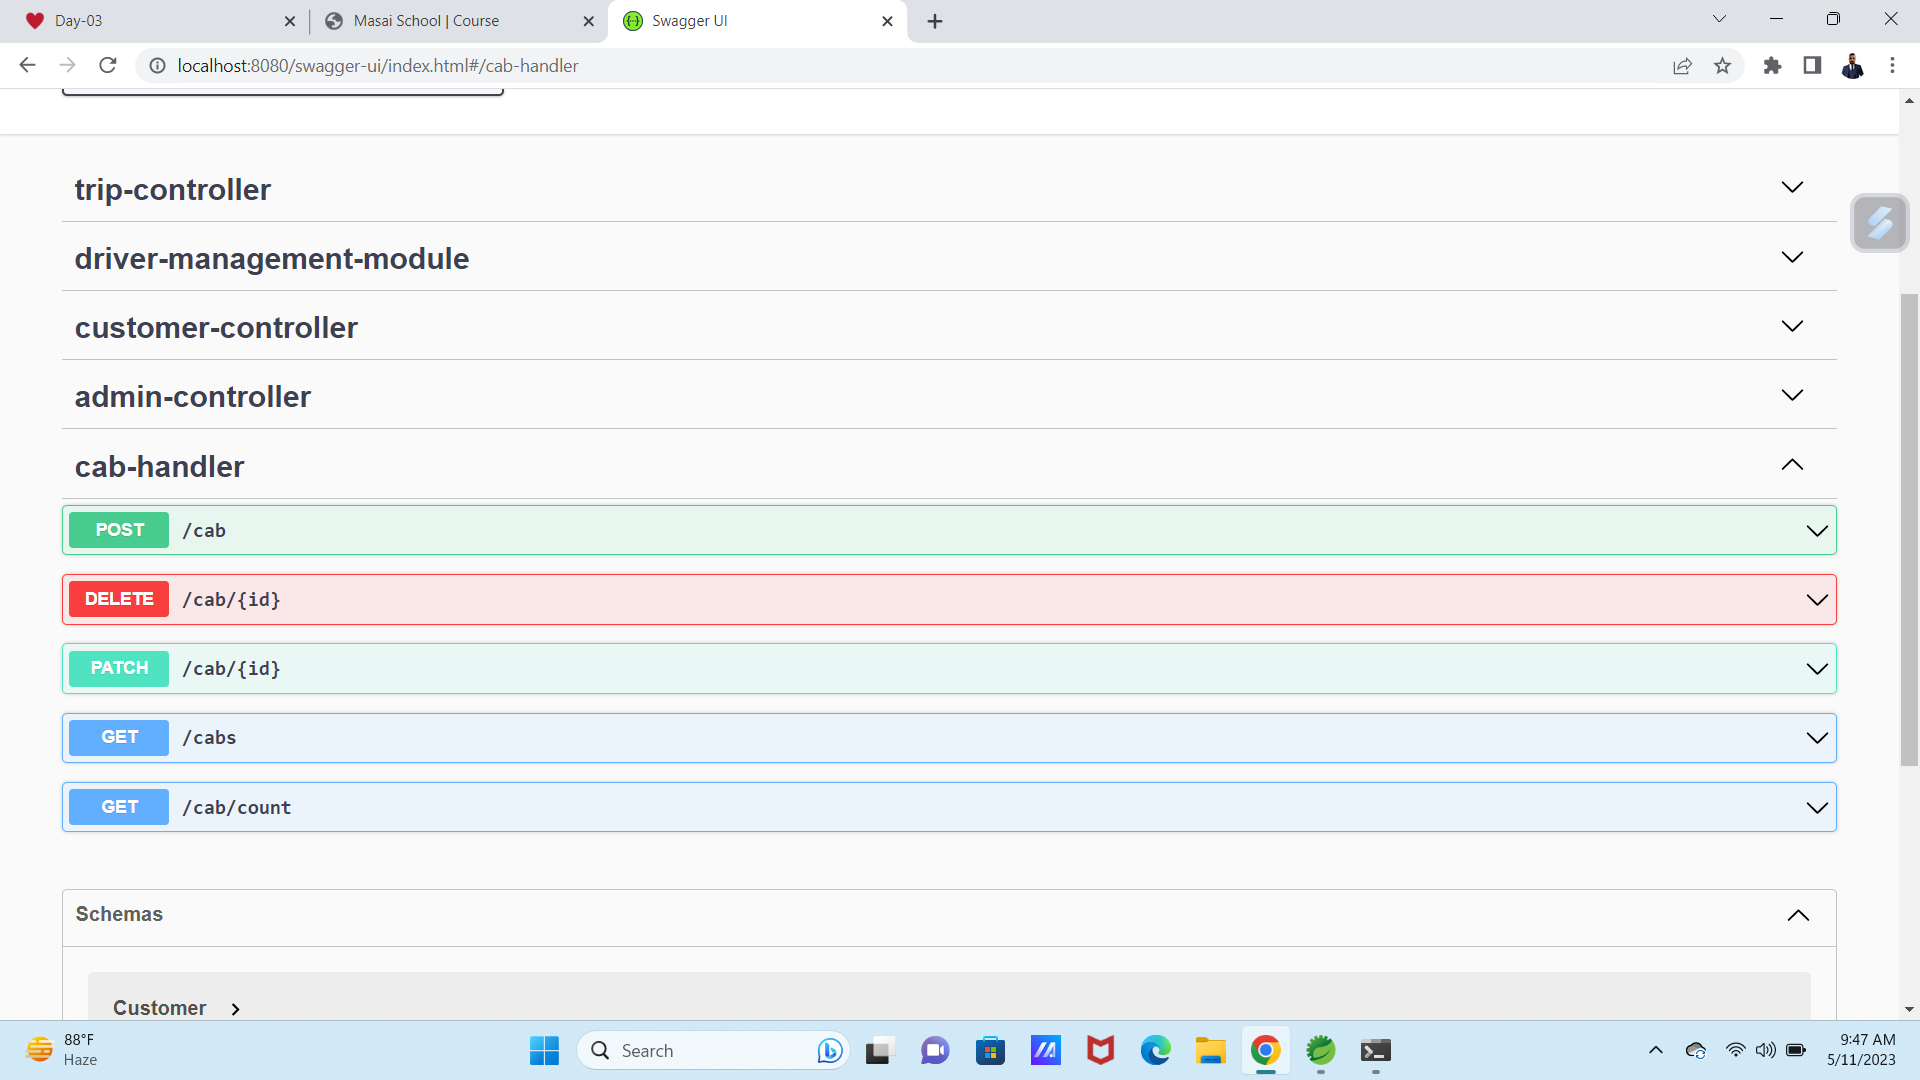 Day-03
Masai School | Course
Swagger UI
localhost:8080/swagger-ui/index.html#/cab-handler
trip-controller
driver-management-module
customer-controller
admin-controller
cab-handler
POST /cab
DELETE /cab/{id}
PATCH /cab/{id}
GET /cabs
GET /cab/count
Schemas
Customer
88°F
Haze
Search
9:47 AM
5/11/2023